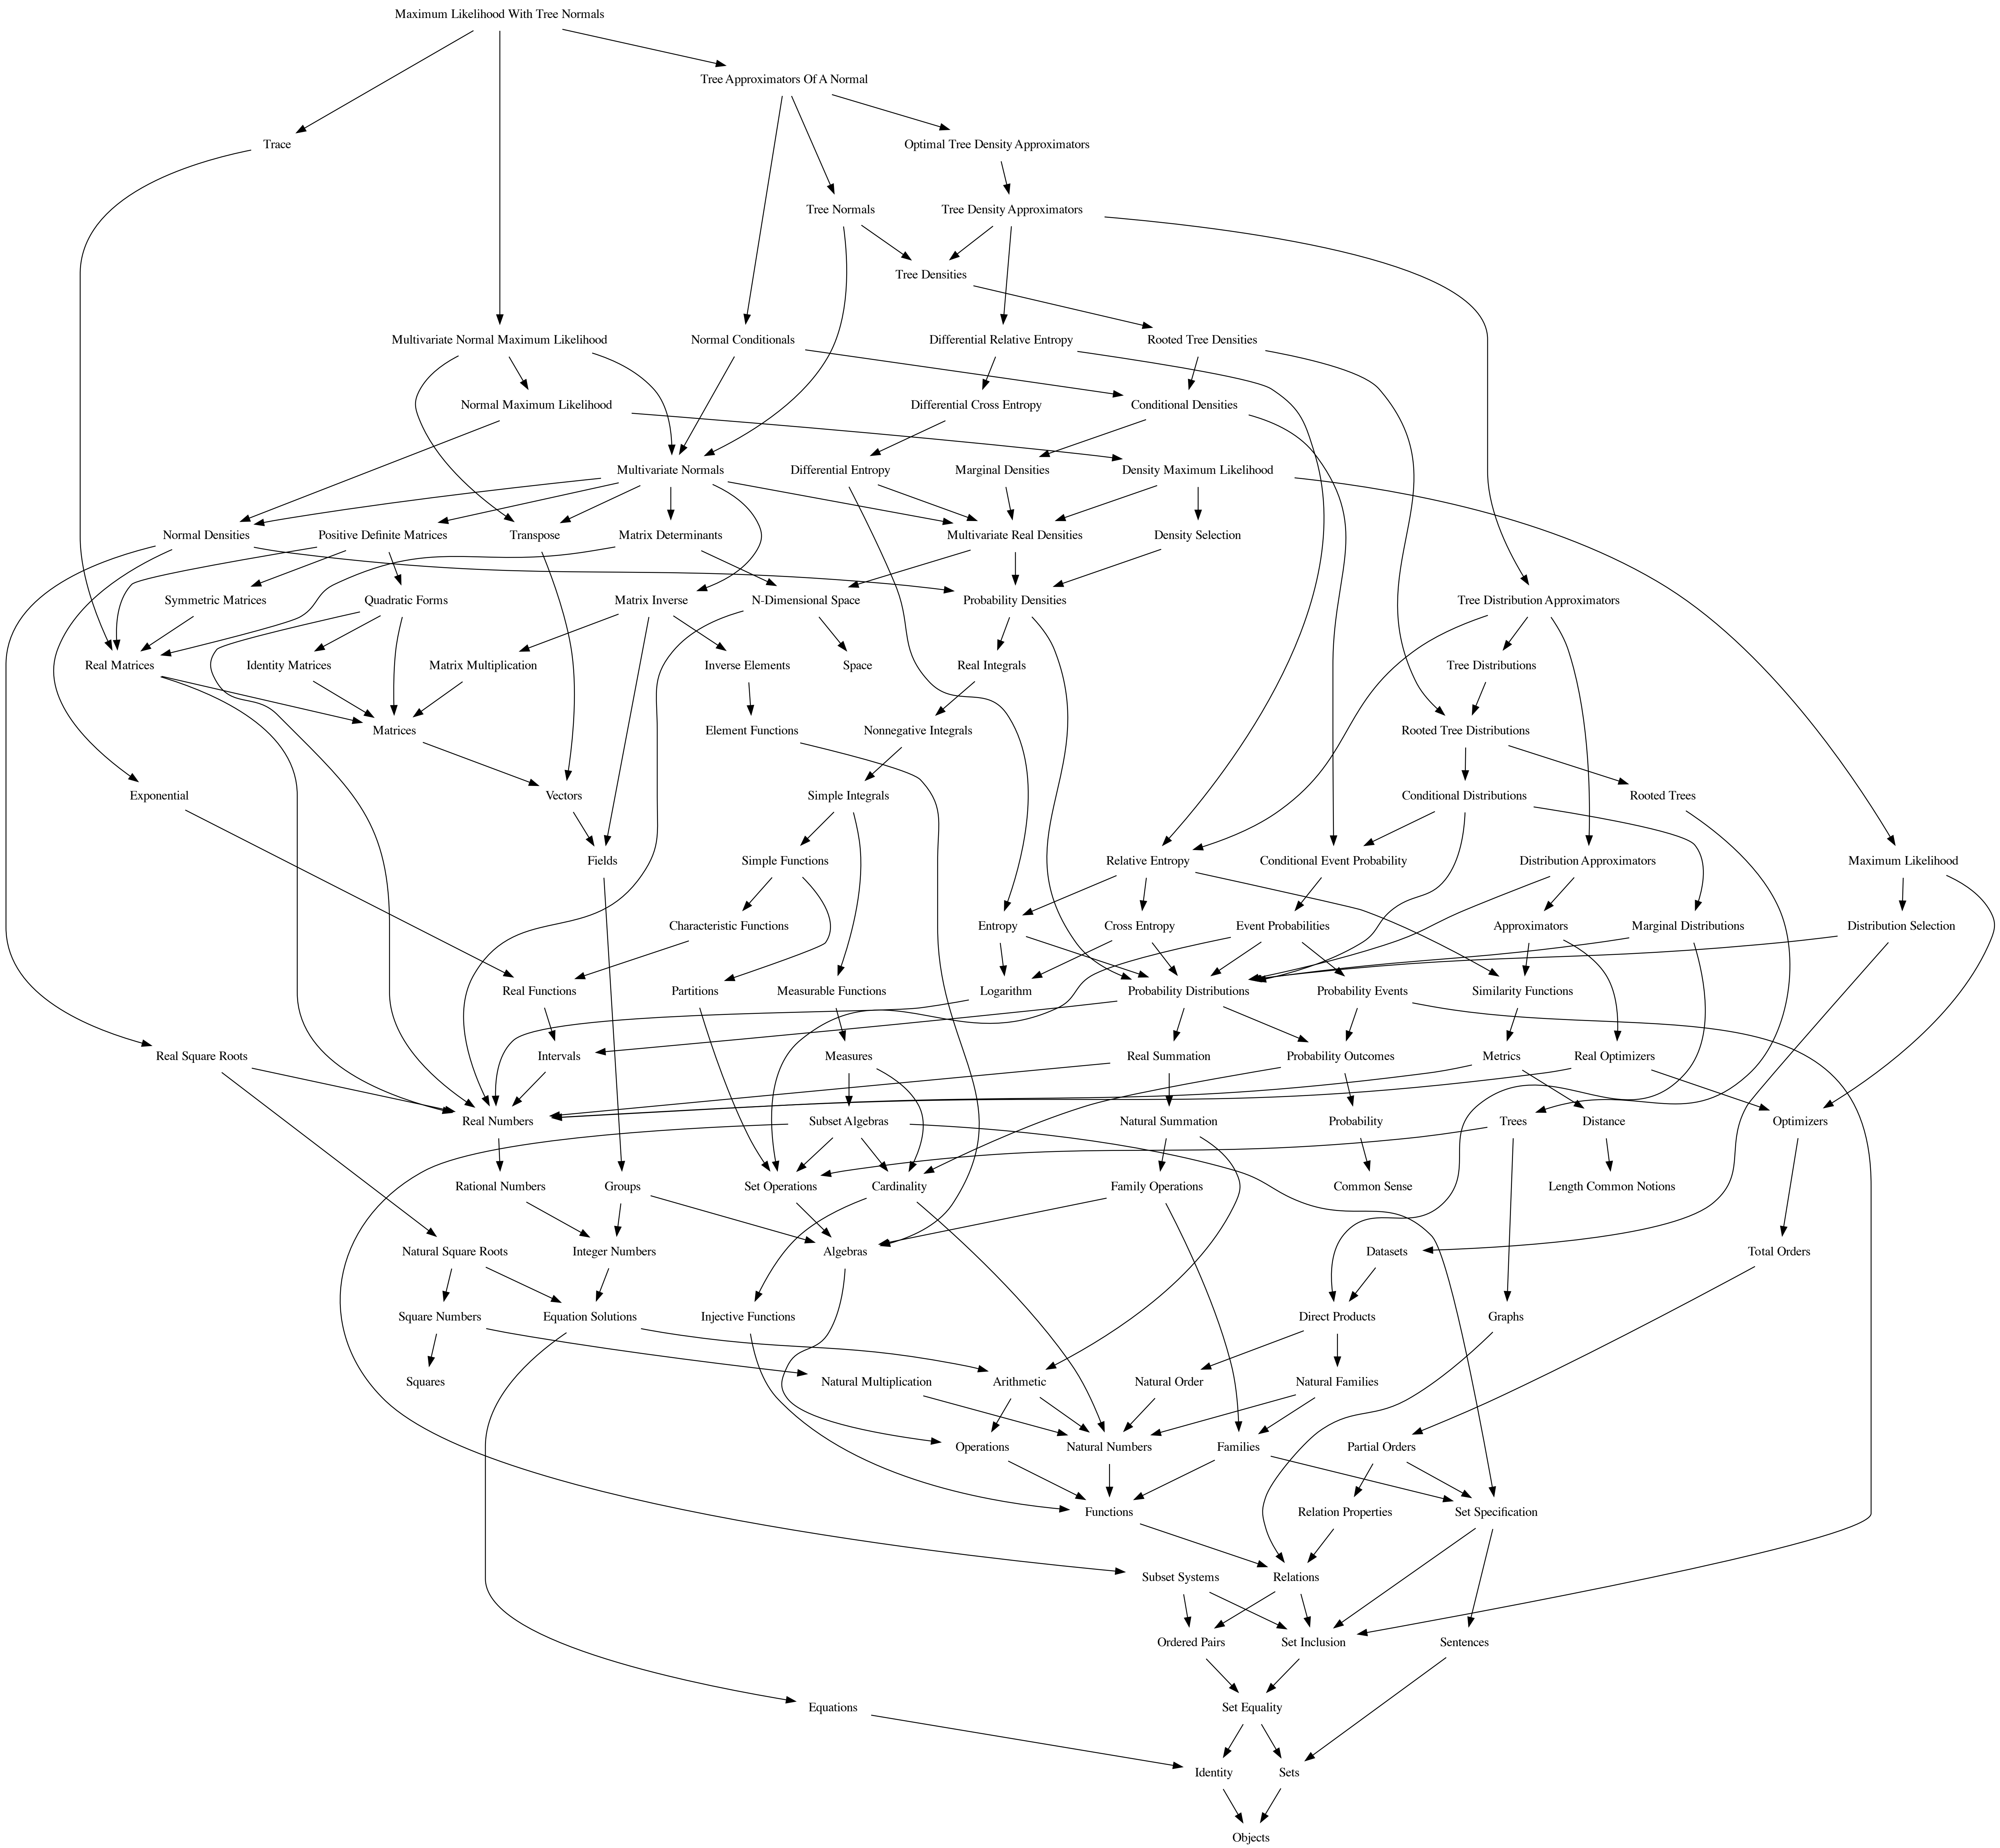 Maximum Likelihood With Tree Normals
Tree Approximators Of A Normal
Trace
Optimal Tree Density Approximators
Tree Normals
Tree Density Approximators
Tree Densities
Multivariate Normal Maximum Likelihood
Normal Conditionals
Differential Relative Entropy
Rooted Tree Densities
Normal Maximum Likelihood
Differential Cross Entropy
Conditional Densities
Multivariate Normals
Differential Entropy
Marginal Densities
Density Maximum Likelihood
Normal Densities
Positive Definite Matrices
Transpose
Matrix Determinants
Multivariate Real Densities
Density Selection
Symmetric Matrices
Quadratic Forms
Matrix Inverse
N-Dimensional Space
Probability Densities
Tree Distribution Approximators
Real Matrices
Identity Matrices
Matrix Multiplication
Inverse Elements
Space
Real Integrals
Tree Distributions
Matrices
Element Functions
Nonnegative Integrals
Rooted Tree Distributions
Exponential
Vectors
Simple Integrals
Conditional Distributions
Rooted Trees
Fields
Simple Functions
Relative Entropy
Conditional Event Probability
Distribution Approximators
Maximum Likelihood
Characteristic Functions
Entropy
Cross Entropy
Event Probabilities
Approximators
Marginal Distributions
Distribution Selection
Real Functions
Partitions
Measurable Functions
Logarithm
Probability Distributions
Probability Events
Similarity Functions
Real Square Roots
Intervals
Measures
Real Summation
Probability Outcomes
Metrics
Real Optimizers
Real Numbers
Subset Algebras
Natural Summation
Probability
Trees
Distance
Optimizers
Rational Numbers
Groups
Set Operations
Cardinality
Family Operations
Common Sense
Length Common Notions
Natural Square Roots
Integer Numbers
Algebras
Datasets
Total Orders
Square Numbers
Equation Solutions
Injective Functions
Direct Products
Graphs
Squares
Natural Multiplication
Arithmetic
Natural Order
Natural Families
Operations
Natural Numbers
Families
Partial Orders
Functions
Relation Properties
Set Specification
Subset Systems
Relations
Ordered Pairs
Set Inclusion
Sentences
Equations
Set Equality
Identity
Sets
Objects